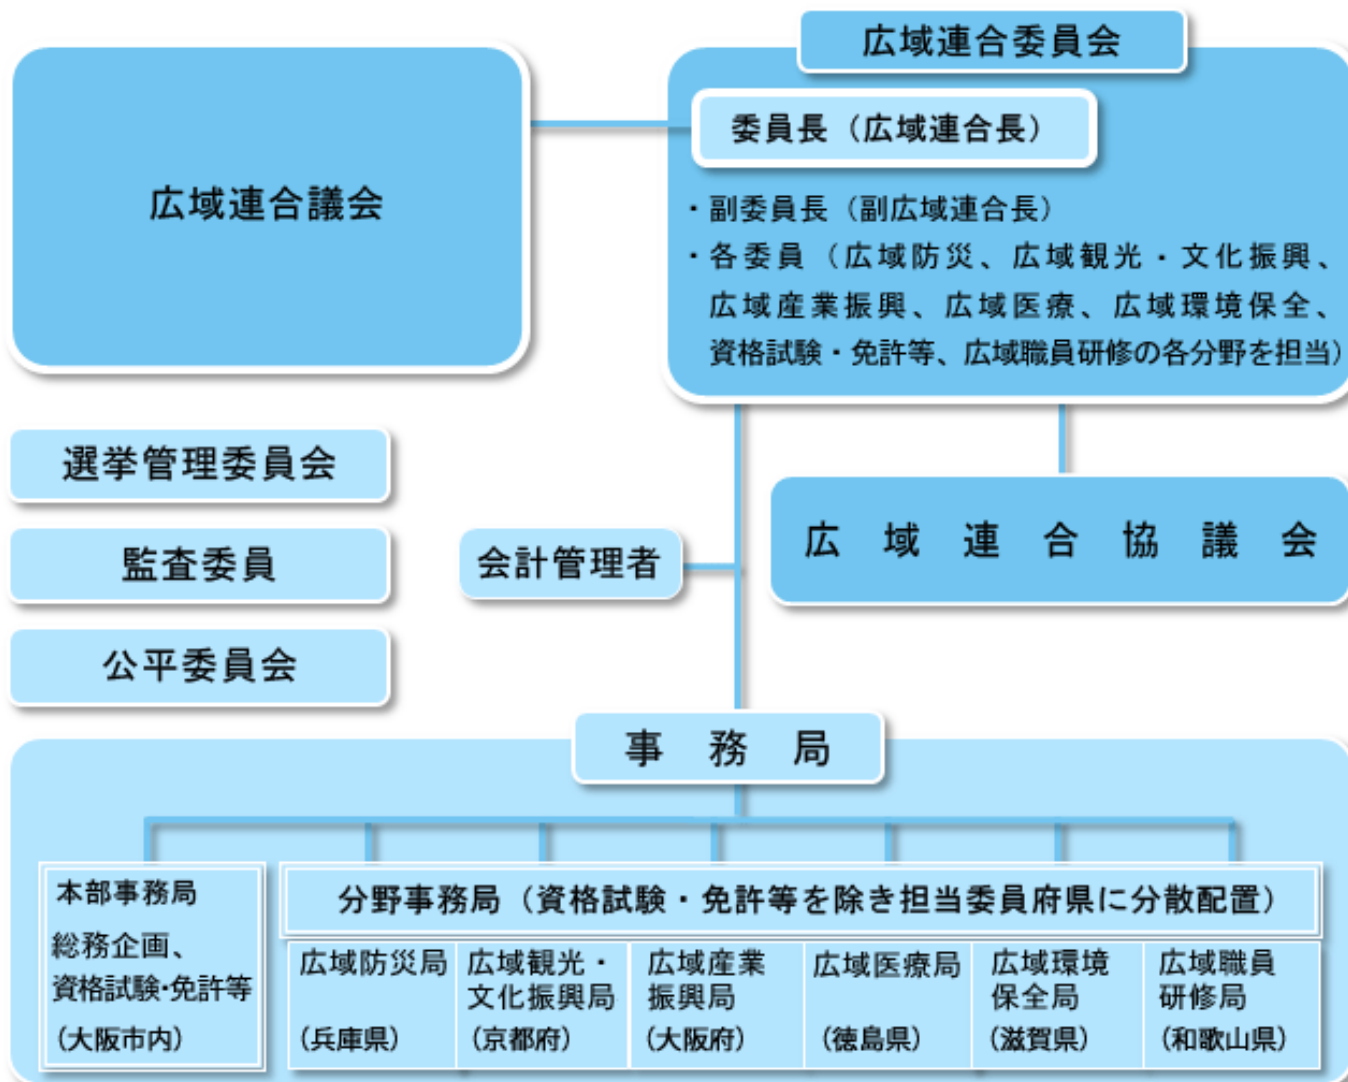 広域連合議会
広域連合委員会
委員長（広域連合長）
・副委員長（副広域連合長）
・各委員（広域防災、広域観光・文化振興、
広域産業振興、広域医療、広域環境保全、
資格試験・免許等、広域職員研修の各分野を担当）
選挙管理委員会
監査委員
公平委員会
会計管理者
広域連合協議会
事務局
本部事務局
総務企画、
資格試験・免許等
（大阪市内）
分野事務局（資格試験・免許等を除き担当委員府県に分散配置）
広域防災局
（兵庫県）
広域観光・
文化振興局
（京都府）
広域産業
振興局
（大阪府）
広域医療局
（徳島県）
広域環境
保全局
（滋賀県）
広域職員
研修局
（和歌山県）